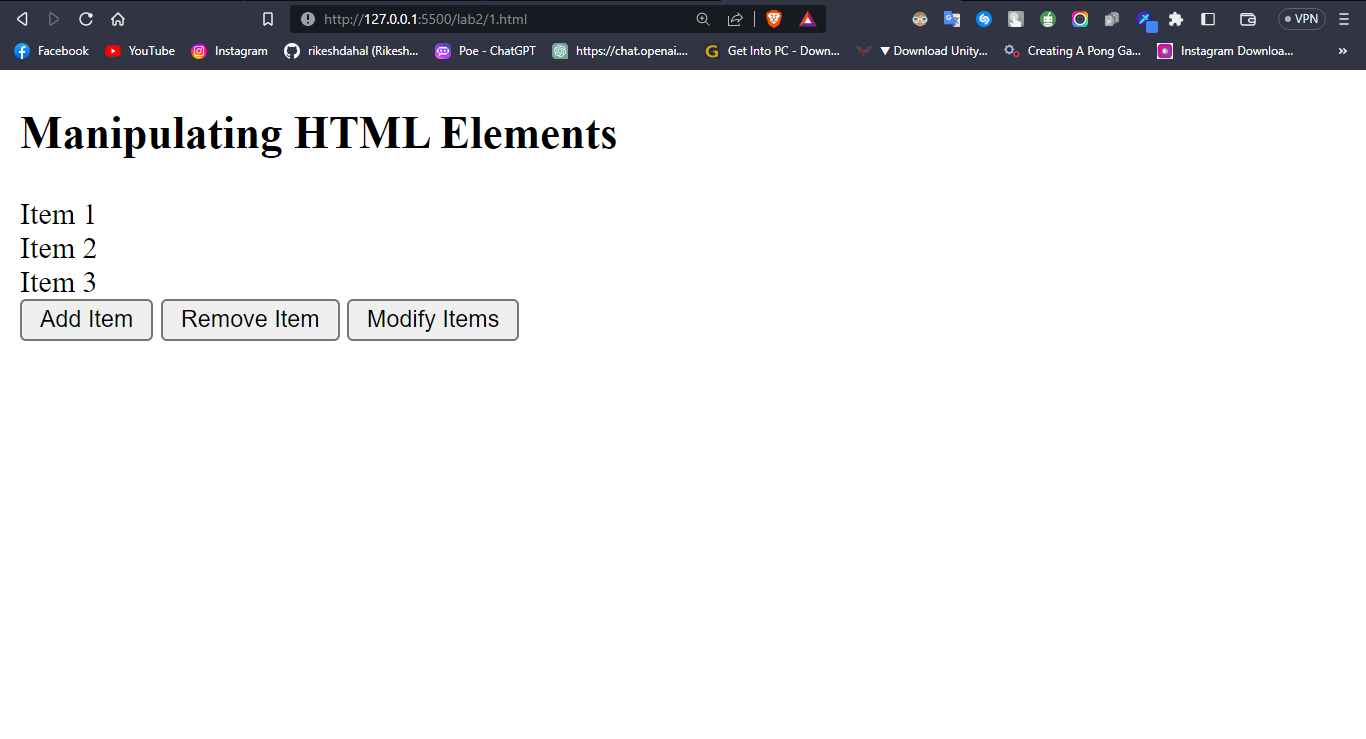 http://127.0.0.1:5500/lab2/1.html
VPN
Facebook
YouTube
Instagram
rikeshdahal (Rikesh...
Poe - ChatGPT
https://chat.openai....
G
Get Into PC - Down...
▼ Download Unity...
Creating A Pong Ga...
Instagram Downloa...
»
Manipulating HTML Elements
Item 1
Item 2
Item 3
Add Item
Remove Item
Modify Items